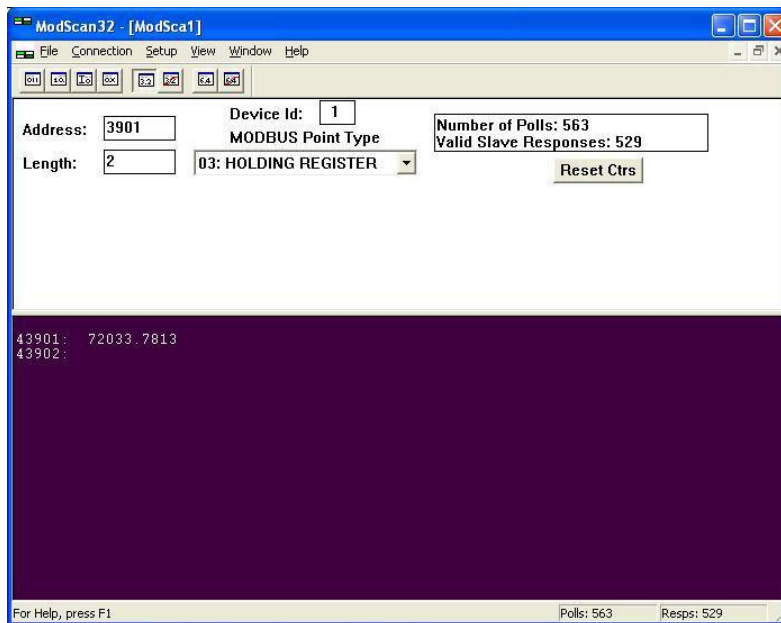 ModScan32 - [ModSca1]
File Connection Setup View Window Help
Address: 3901
Device Id: 1
MODBUS Point Type
Length: 2
03: HOLDING REGISTER
Number of Polls: 563
Valid Slave Responses: 529
Reset Ctrs
43901: 72033.7813
43902:
For Help, press F1
Polls: 563
Resps: 529